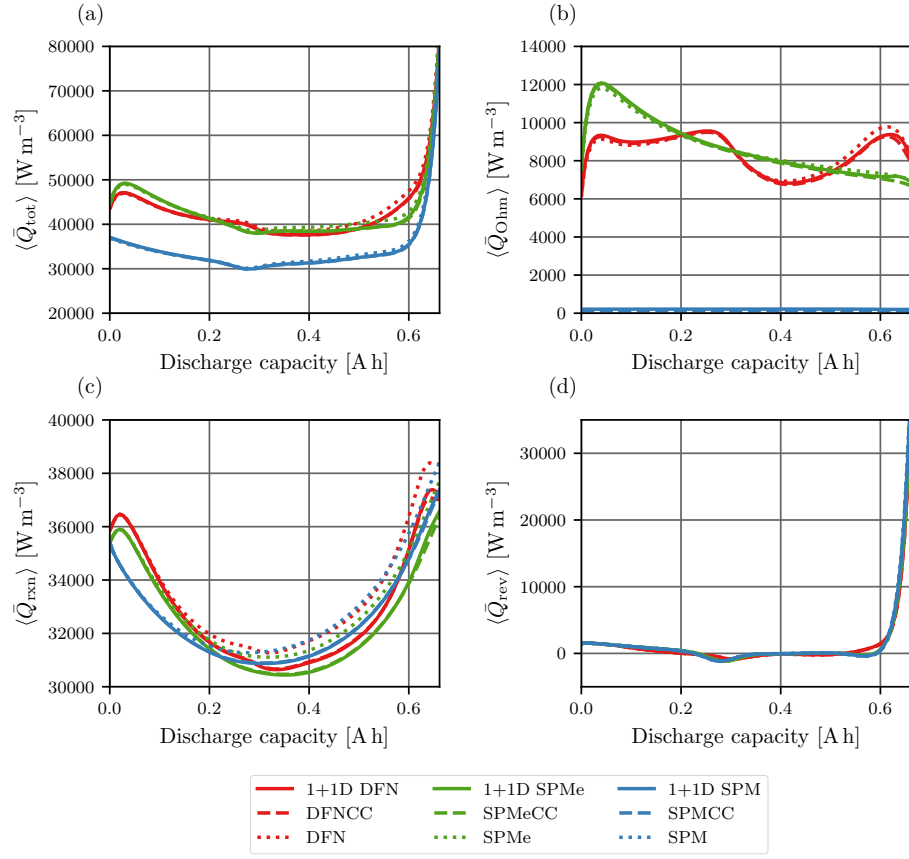 (a)
80000
70000
60000
50000
40000
30000
20000
⟨Q̄tot⟩ [W m−3]
0.0 0.2 0.4 0.6
Discharge capacity [A h]
(b)
14000
12000
10000
8000
6000
4000
2000
0
⟨Q̄Ohm⟩ [W m−3]
0.0 0.2 0.4 0.6
Discharge capacity [A h]
(c)
40000
38000
36000
34000
32000
30000
⟨Q̄rxn⟩ [W m−3]
0.0 0.2 0.4 0.6
Discharge capacity [A h]
(d)
30000
20000
10000
0
⟨Q̄rev⟩ [W m−3]
0.0 0.2 0.4 0.6
Discharge capacity [A h]
1+1D DFN 1+1D SPMe 1+1D SPM
DFNCC SPMeCC SPMCC
DFN SPMe SPM